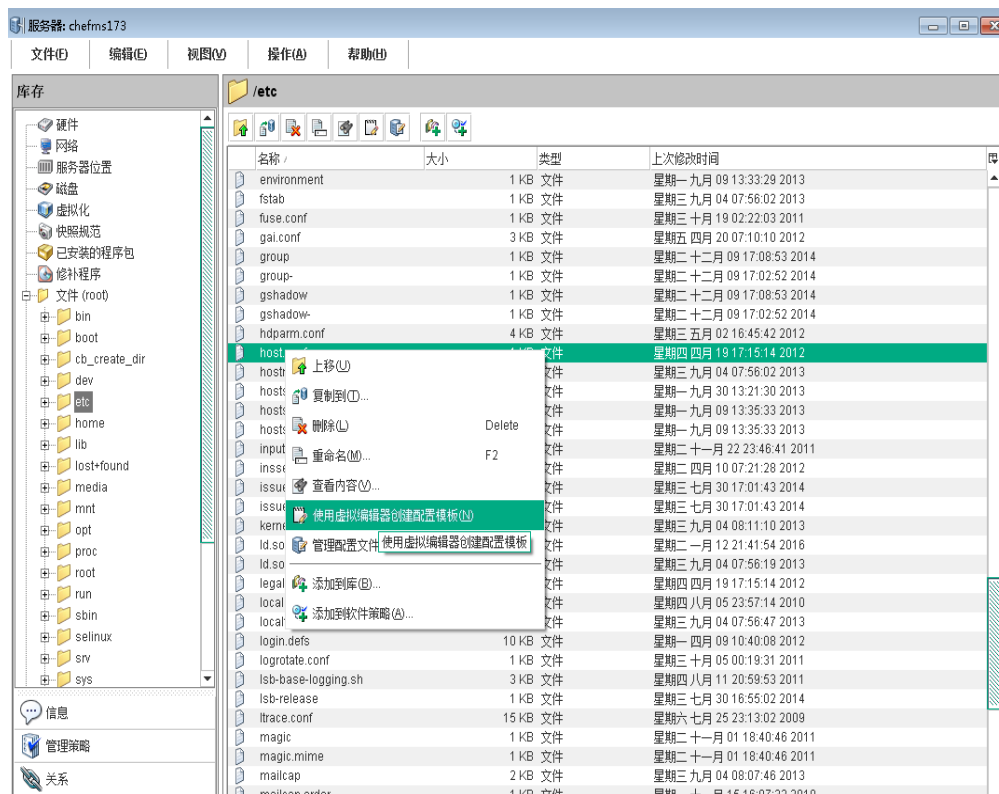 服务器: chefms173
文件(F) 编辑(E) 视图(V) 操作(A) 帮助(H)
库存
硬件
网络
服务器位置
磁盘
虚拟化
快照规范
已安装的程序包
修补程序
文件 (root)
bin
boot
cb_create_dir
dev
etc
home
lib
lost+found
media
mnt
opt
proc
root
run
sbin
selinux
srv
sys
信息
管理策略
关系
/etc
名称 / 大小 类型 上次修改时间
environment 1 KB 文件 星期一 九月 09 13:33:29 2013
fstab 1 KB 文件 星期三 九月 04 07:56:02 2013
fuse.conf 1 KB 文件 星期三 十月 19 02:22:03 2011
gai.conf 3 KB 文件 星期五 四月 20 07:10:10 2012
group 1 KB 文件 星期二 十二月 09 17:08:53 2014
group- 1 KB 文件 星期二 十二月 09 17:02:52 2014
gshadow 1 KB 文件 星期二 十二月 09 17:08:53 2014
gshadow- 1 KB 文件 星期二 十二月 09 17:02:52 2014
hdparm.conf 4 KB 文件 星期三 五月 02 16:45:42 2012
host. 文件 星期四 四月 19 17:15:14 2012
文件 星期三 九月 04 07:56:02 2013
hosts 文件 星期一 九月 30 13:21:30 2013
hosts 文件 星期一 九月 09 13:35:33 2013
hosts 文件 星期一 九月 09 13:35:33 2013
input 文件 星期二 十一月 22 23:46:41 2011
insse 文件 星期二 四月 10 07:21:28 2012
issue 文件 星期三 七月 30 17:01:43 2014
issue 文件 星期三 七月 30 17:01:43 2014
kerne 文件 星期三 九月 04 08:11:10 2013
ld.so 文件 星期二 一月 12 21:41:54 2016
ld.so 文件 星期三 九月 04 07:56:19 2013
legal 文件 星期四 四月 19 17:15:14 2012
local 文件 星期四 八月 05 23:57:14 2010
local 文件 星期三 九月 04 07:56:47 2013
login.defs 10 KB 文件 星期一 四月 09 10:40:08 2012
logrotate.conf 1 KB 文件 星期三 十月 05 00:19:31 2011
lsb-base-logging.sh 3 KB 文件 星期四 八月 11 20:59:53 2011
lsb-release 1 KB 文件 星期三 七月 30 16:55:02 2014
ltrace.conf 15 KB 文件 星期六 七月 25 23:13:02 2009
magic 1 KB 文件 星期二 十一月 01 18:40:46 2011
magic.mime 1 KB 文件 星期二 十一月 01 18:40:46 2011
mailcap 2 KB 文件 星期三 九月 04 08:07:46 2013
上移(U)
复制到(T)...
删除(L) Delete
重命名(M)... F2
查看内容(V)...
使用虚拟编辑器创建配置模板(N)
管理配置文件
使用虚拟编辑器创建配置模板
添加到库(B)...
添加到软件策略(A)...